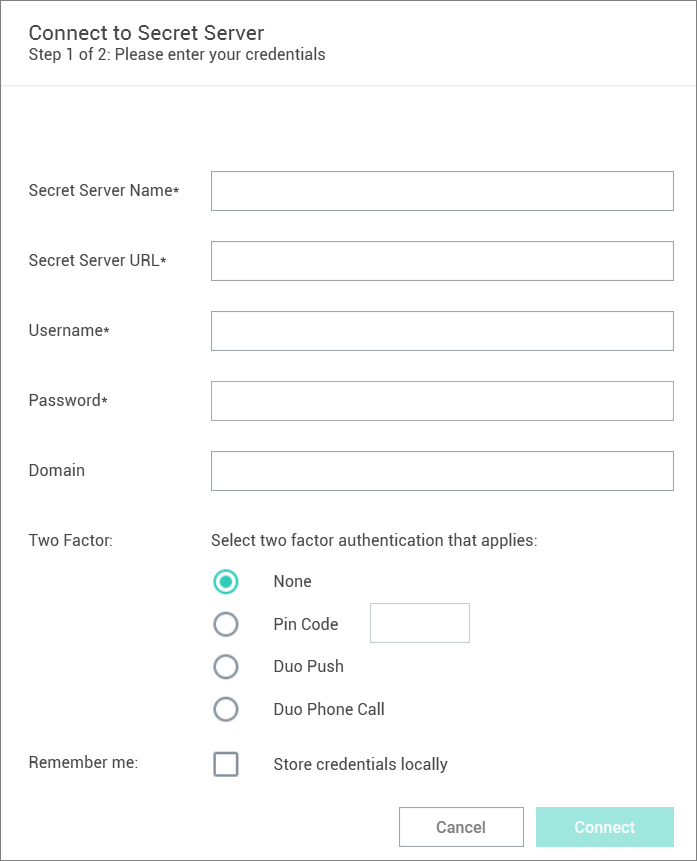 Connect to Secret Server
Step 1 of 2: Please enter your credentials
Secret Server Name*
Secret Server URL*
Username*
Password*
Domain
Two Factor: Select two factor authentication that applies:
None
Pin Code
Duo Push
Duo Phone Call
Remember me: Store credentials locally
Cancel Connect